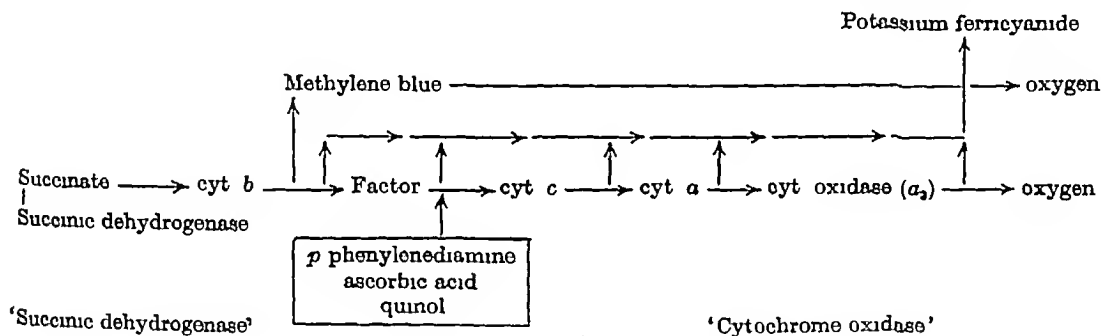 Potassium ferricyanide
Methylene blue oxygen
Succinate cyt b Factor cyt c cyt a cyt oxidase (a₃) oxygen
Succinic dehydrogenase
p phenylenediamine
ascorbic acid
quinol
'Succinic dehydrogenase' 'Cytochrome oxidase'